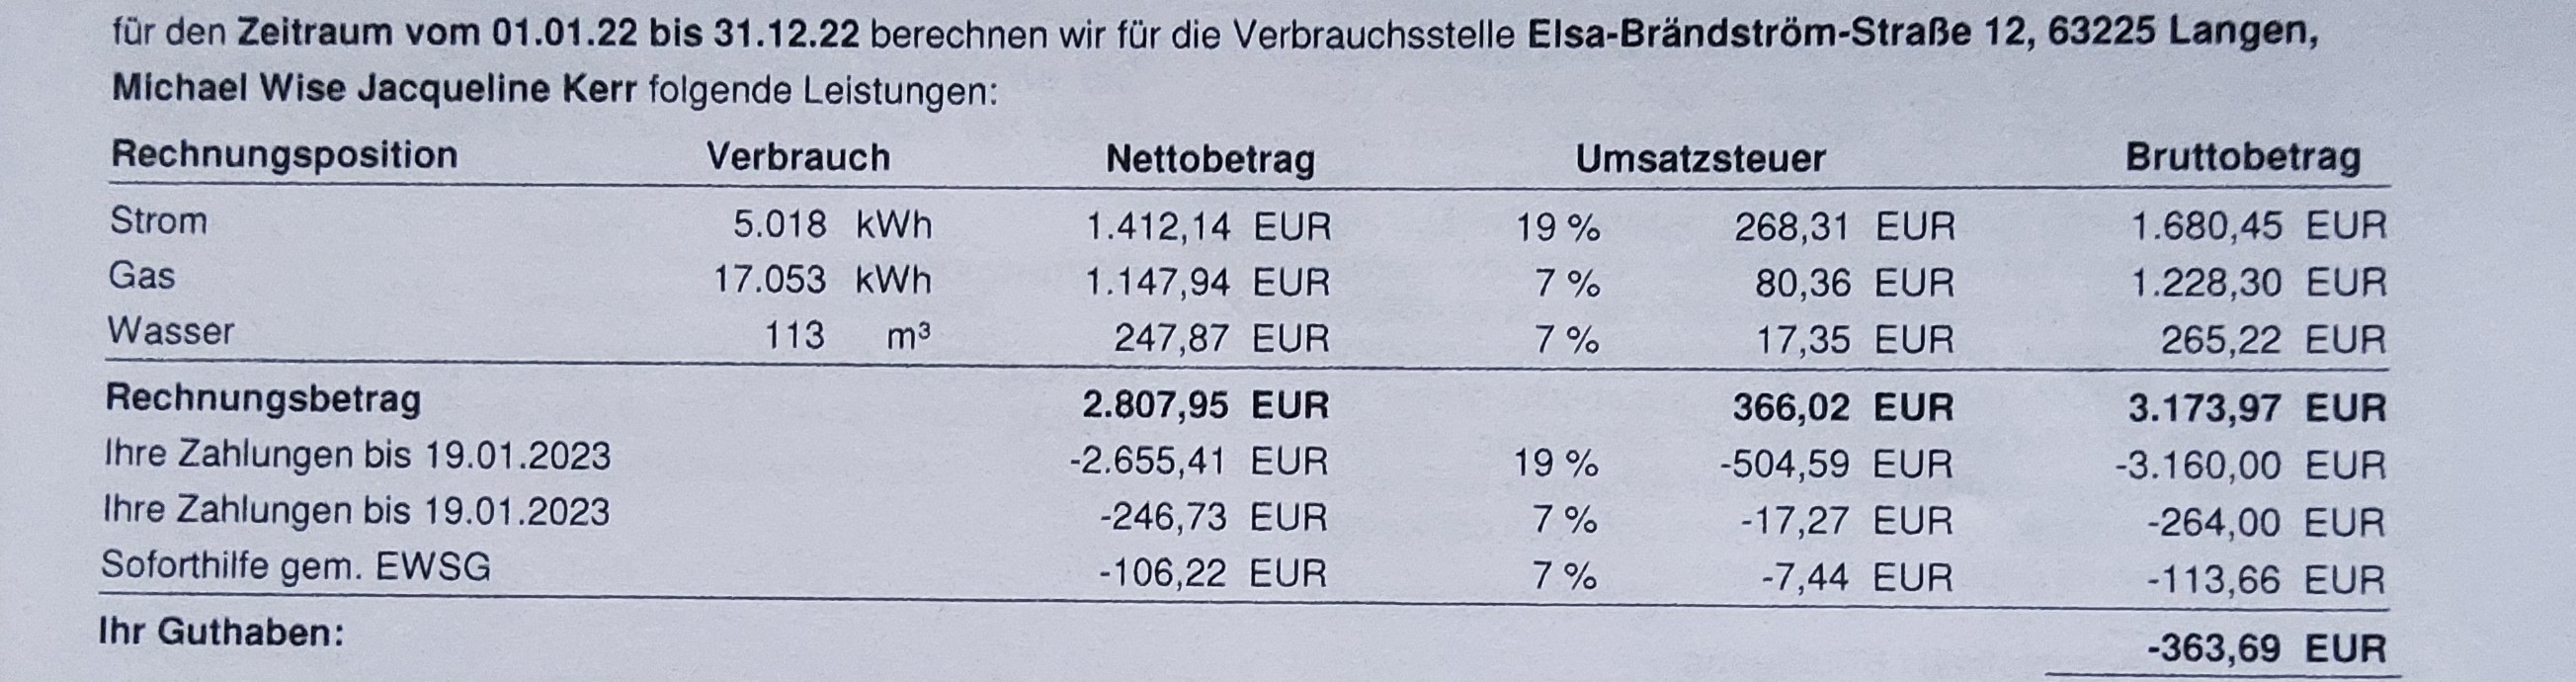 für den Zeitraum vom 01.01.22 bis 31.12.22 berechnen wir für die Verbrauchsstelle Elsa-Brändström-Straße 12, 63225 Langen,
Michael Wise Jacqueline Kerr folgende Leistungen:
Rechnungsposition Verbrauch Nettobetrag Umsatzsteuer Bruttobetrag
Strom 5.018 kWh 1.412,14 EUR 19 % 268,31 EUR 1.680,45 EUR
Gas 17.053 kWh 1.147,94 EUR 7 % 80,36 EUR 1.228,30 EUR
Wasser 113 m³ 247,87 EUR 7 % 17,35 EUR 265,22 EUR
Rechnungsbetrag 2.807,95 EUR 366,02 EUR 3.173,97 EUR
Ihre Zahlungen bis 19.01.2023 -2.655,41 EUR 19 % -504,59 EUR -3.160,00 EUR
Ihre Zahlungen bis 19.01.2023 -246,73 EUR 7 % -17,27 EUR -264,00 EUR
Soforthilfe gem. EWSG -106,22 EUR 7 % -7,44 EUR -113,66 EUR
Ihr Guthaben: -363,69 EUR